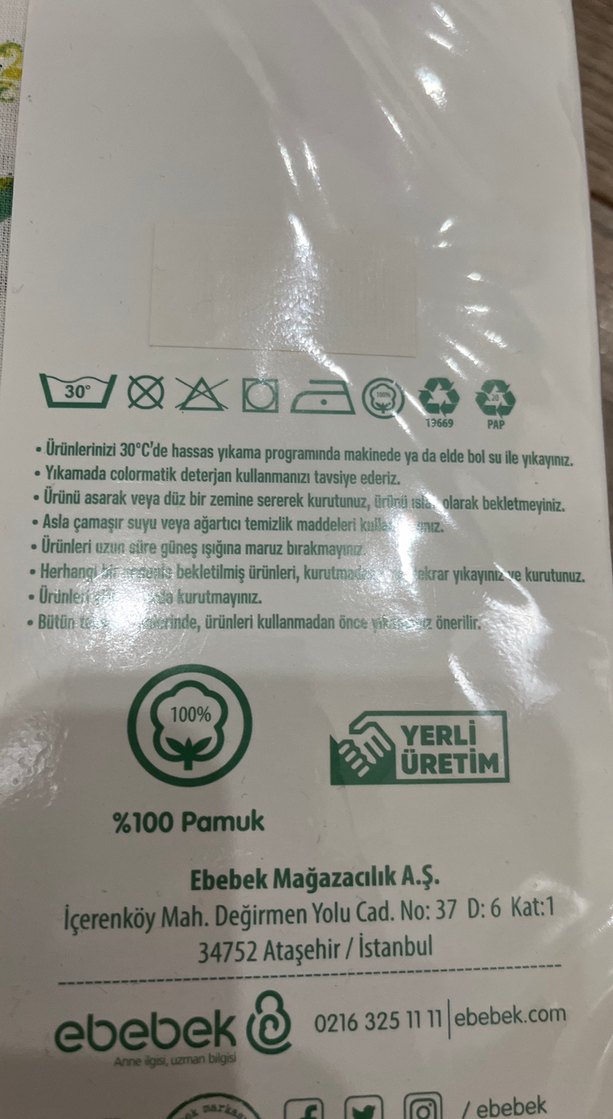 30°
100%
20
PAP
• Ürünlerinizi 30°C'de hassas yıkama programında makinede ya da elde bol su ile yıkayınız.
• Yıkamada colormatik deterjan kullanmanızı tavsiye ederiz.
• Ürünü asarak veya düz bir zemine sererek kurutunuz, ürünü olarak bekletmeyiniz.
• Asla çamaşır suyu veya ağartıcı temizlik maddeleri
• Ürünleri uzun süre güneş ışığına maruz bırakmayınız.
• Herhangi bir bekletilmiş ürünleri, tekrar yıkayınız ve kurutunuz.
• Ürünleri kurutmayınız.
• Bütün ürünleri kullanmadan önce önerilir.
100%
%100 Pamuk
YERLİ
ÜRETİM
Ebebek Mağazacılık A.Ş.
İçerenköy Mah. Değirmen Yolu Cad. No: 37 D: 6 Kat:1
34752 Ataşehir / İstanbul
ebebek
Anne ilgisi, uzman bilgisi
0216 325 11 11 | ebebek.com
/ ebebek